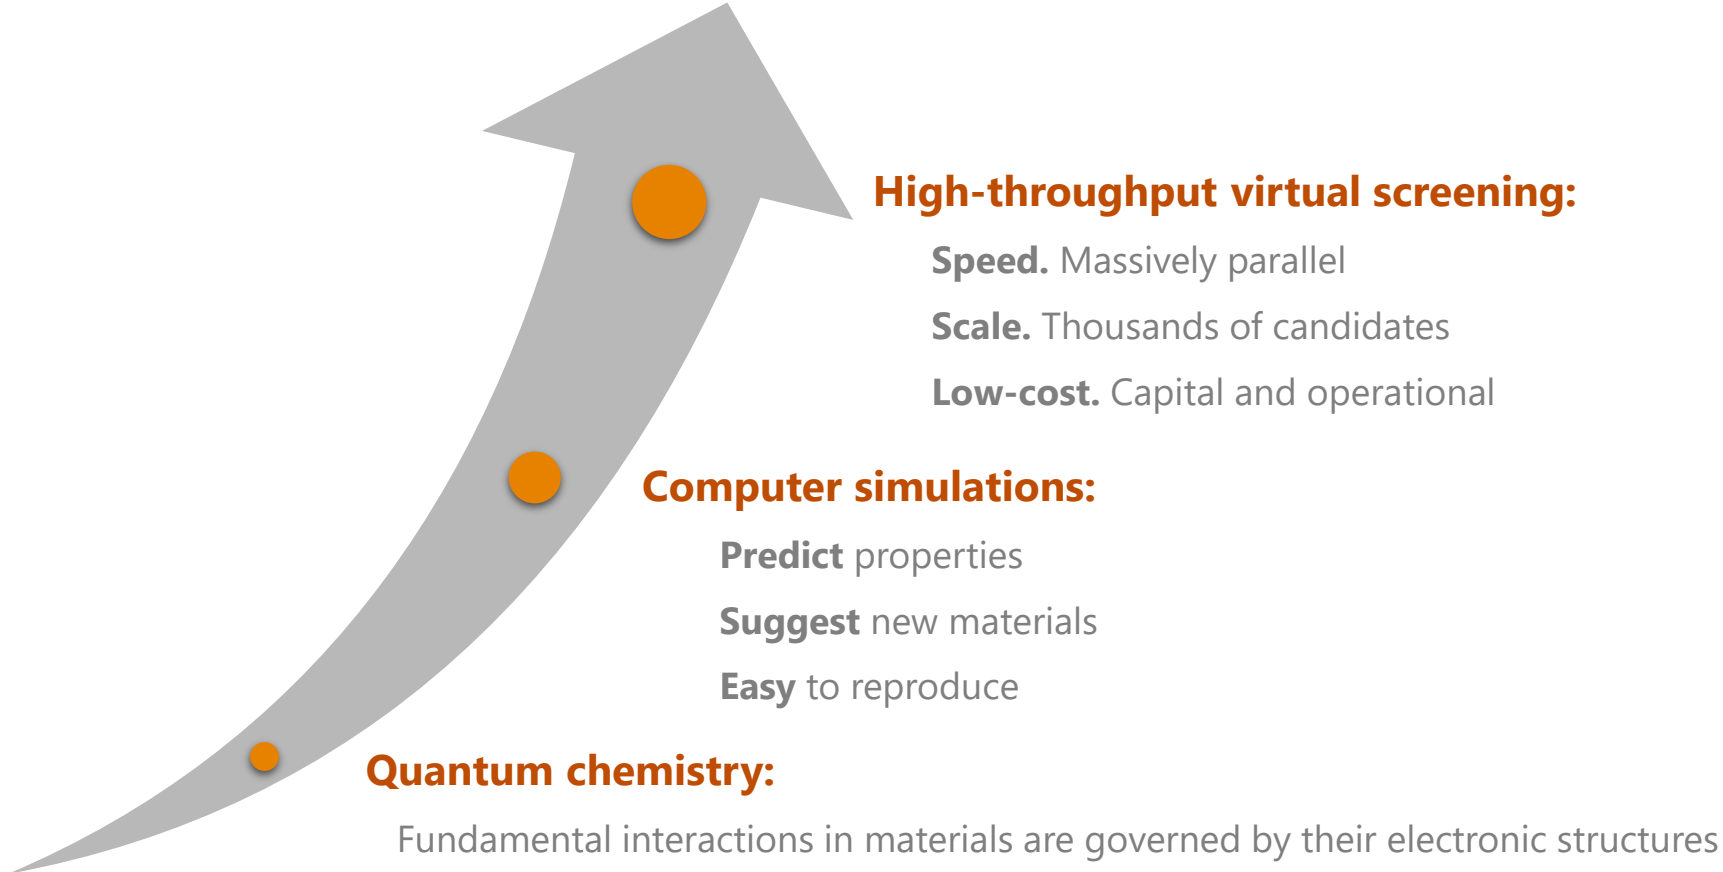 High-throughput virtual screening:
Speed. Massively parallel
Scale. Thousands of candidates
Low-cost. Capital and operational
Computer simulations:
Predict properties
Suggest new materials
Easy to reproduce
Quantum chemistry:
Fundamental interactions in materials are governed by their electronic structures